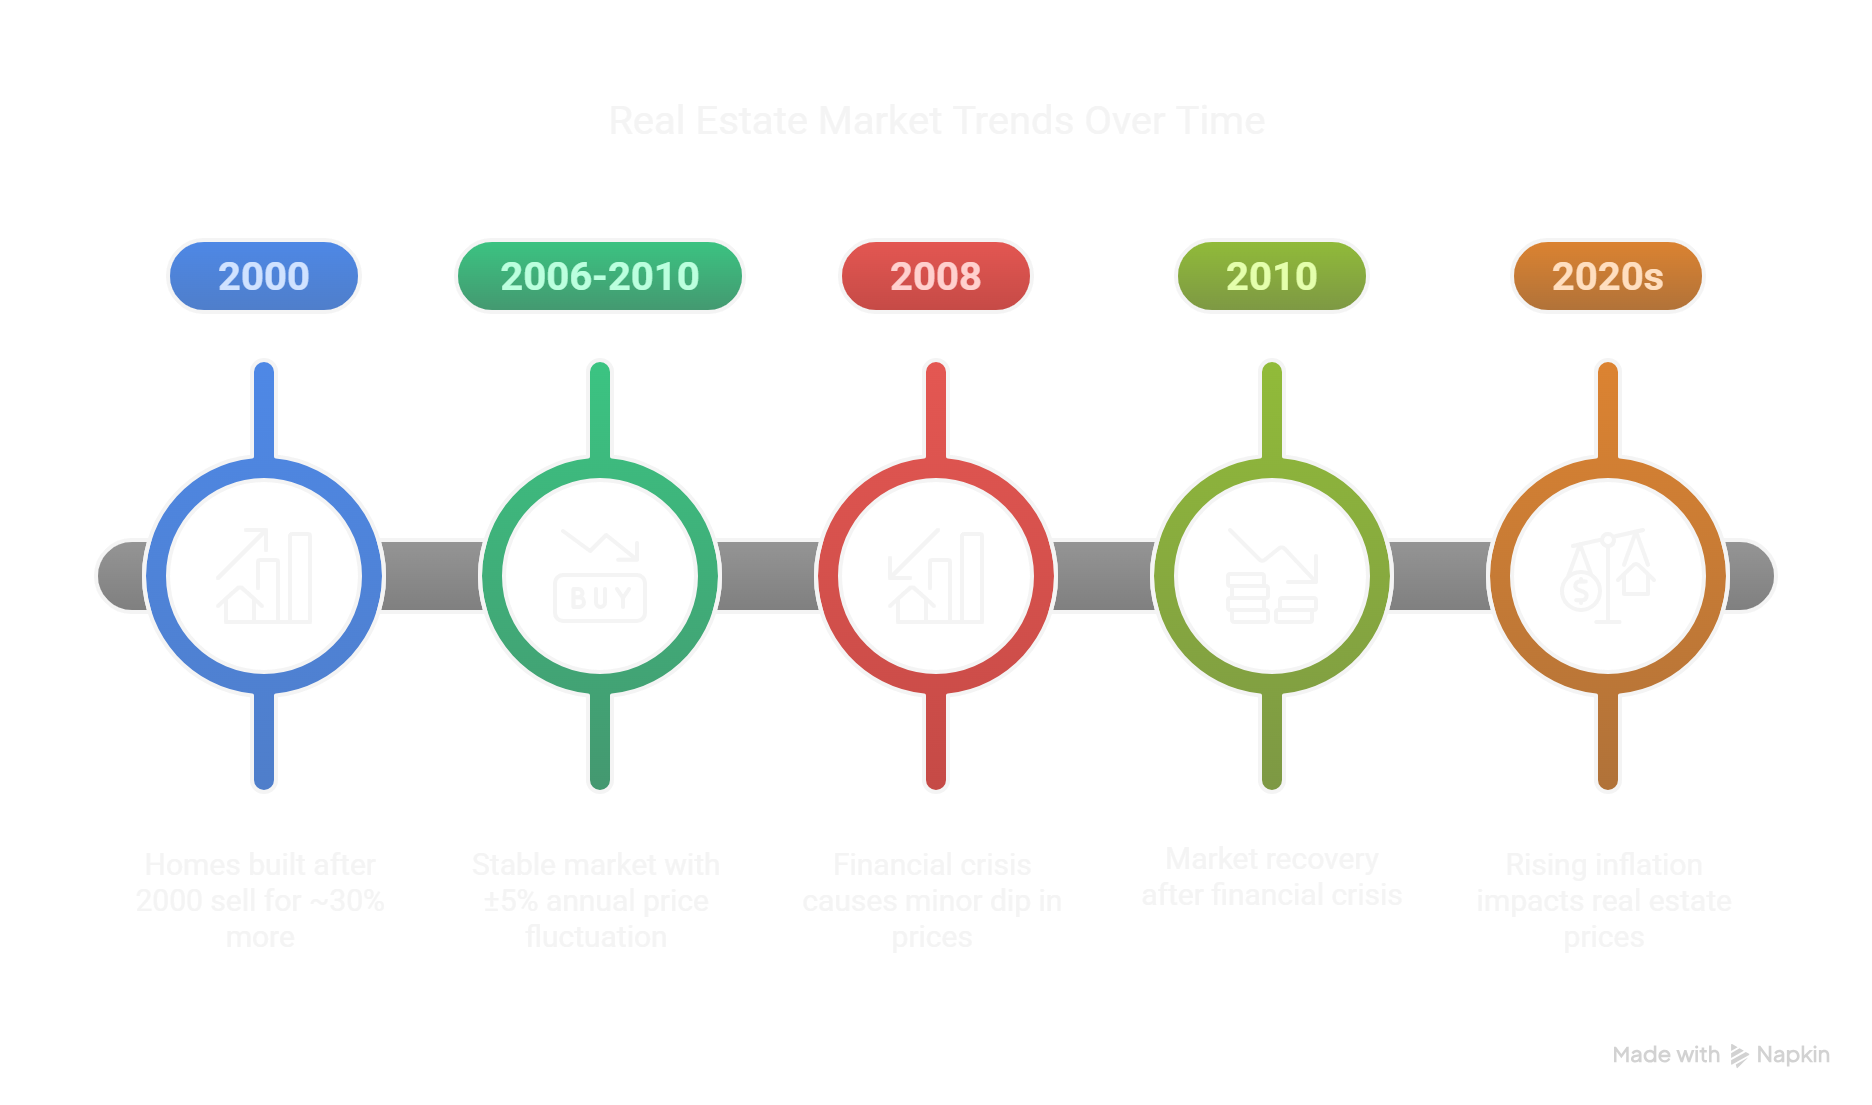 Real Estate Market Trends Over Time
2000
2006-2010
2008
2010
2020s
BUY
Homes built after
2000 sell for ~30%
more
Stable market with
±5% annual price
fluctuation
Financial crisis
causes minor dip in
prices
Market recovery
after financial crisis
Rising inflation
impacts real estate
prices
$
Made with Napkin